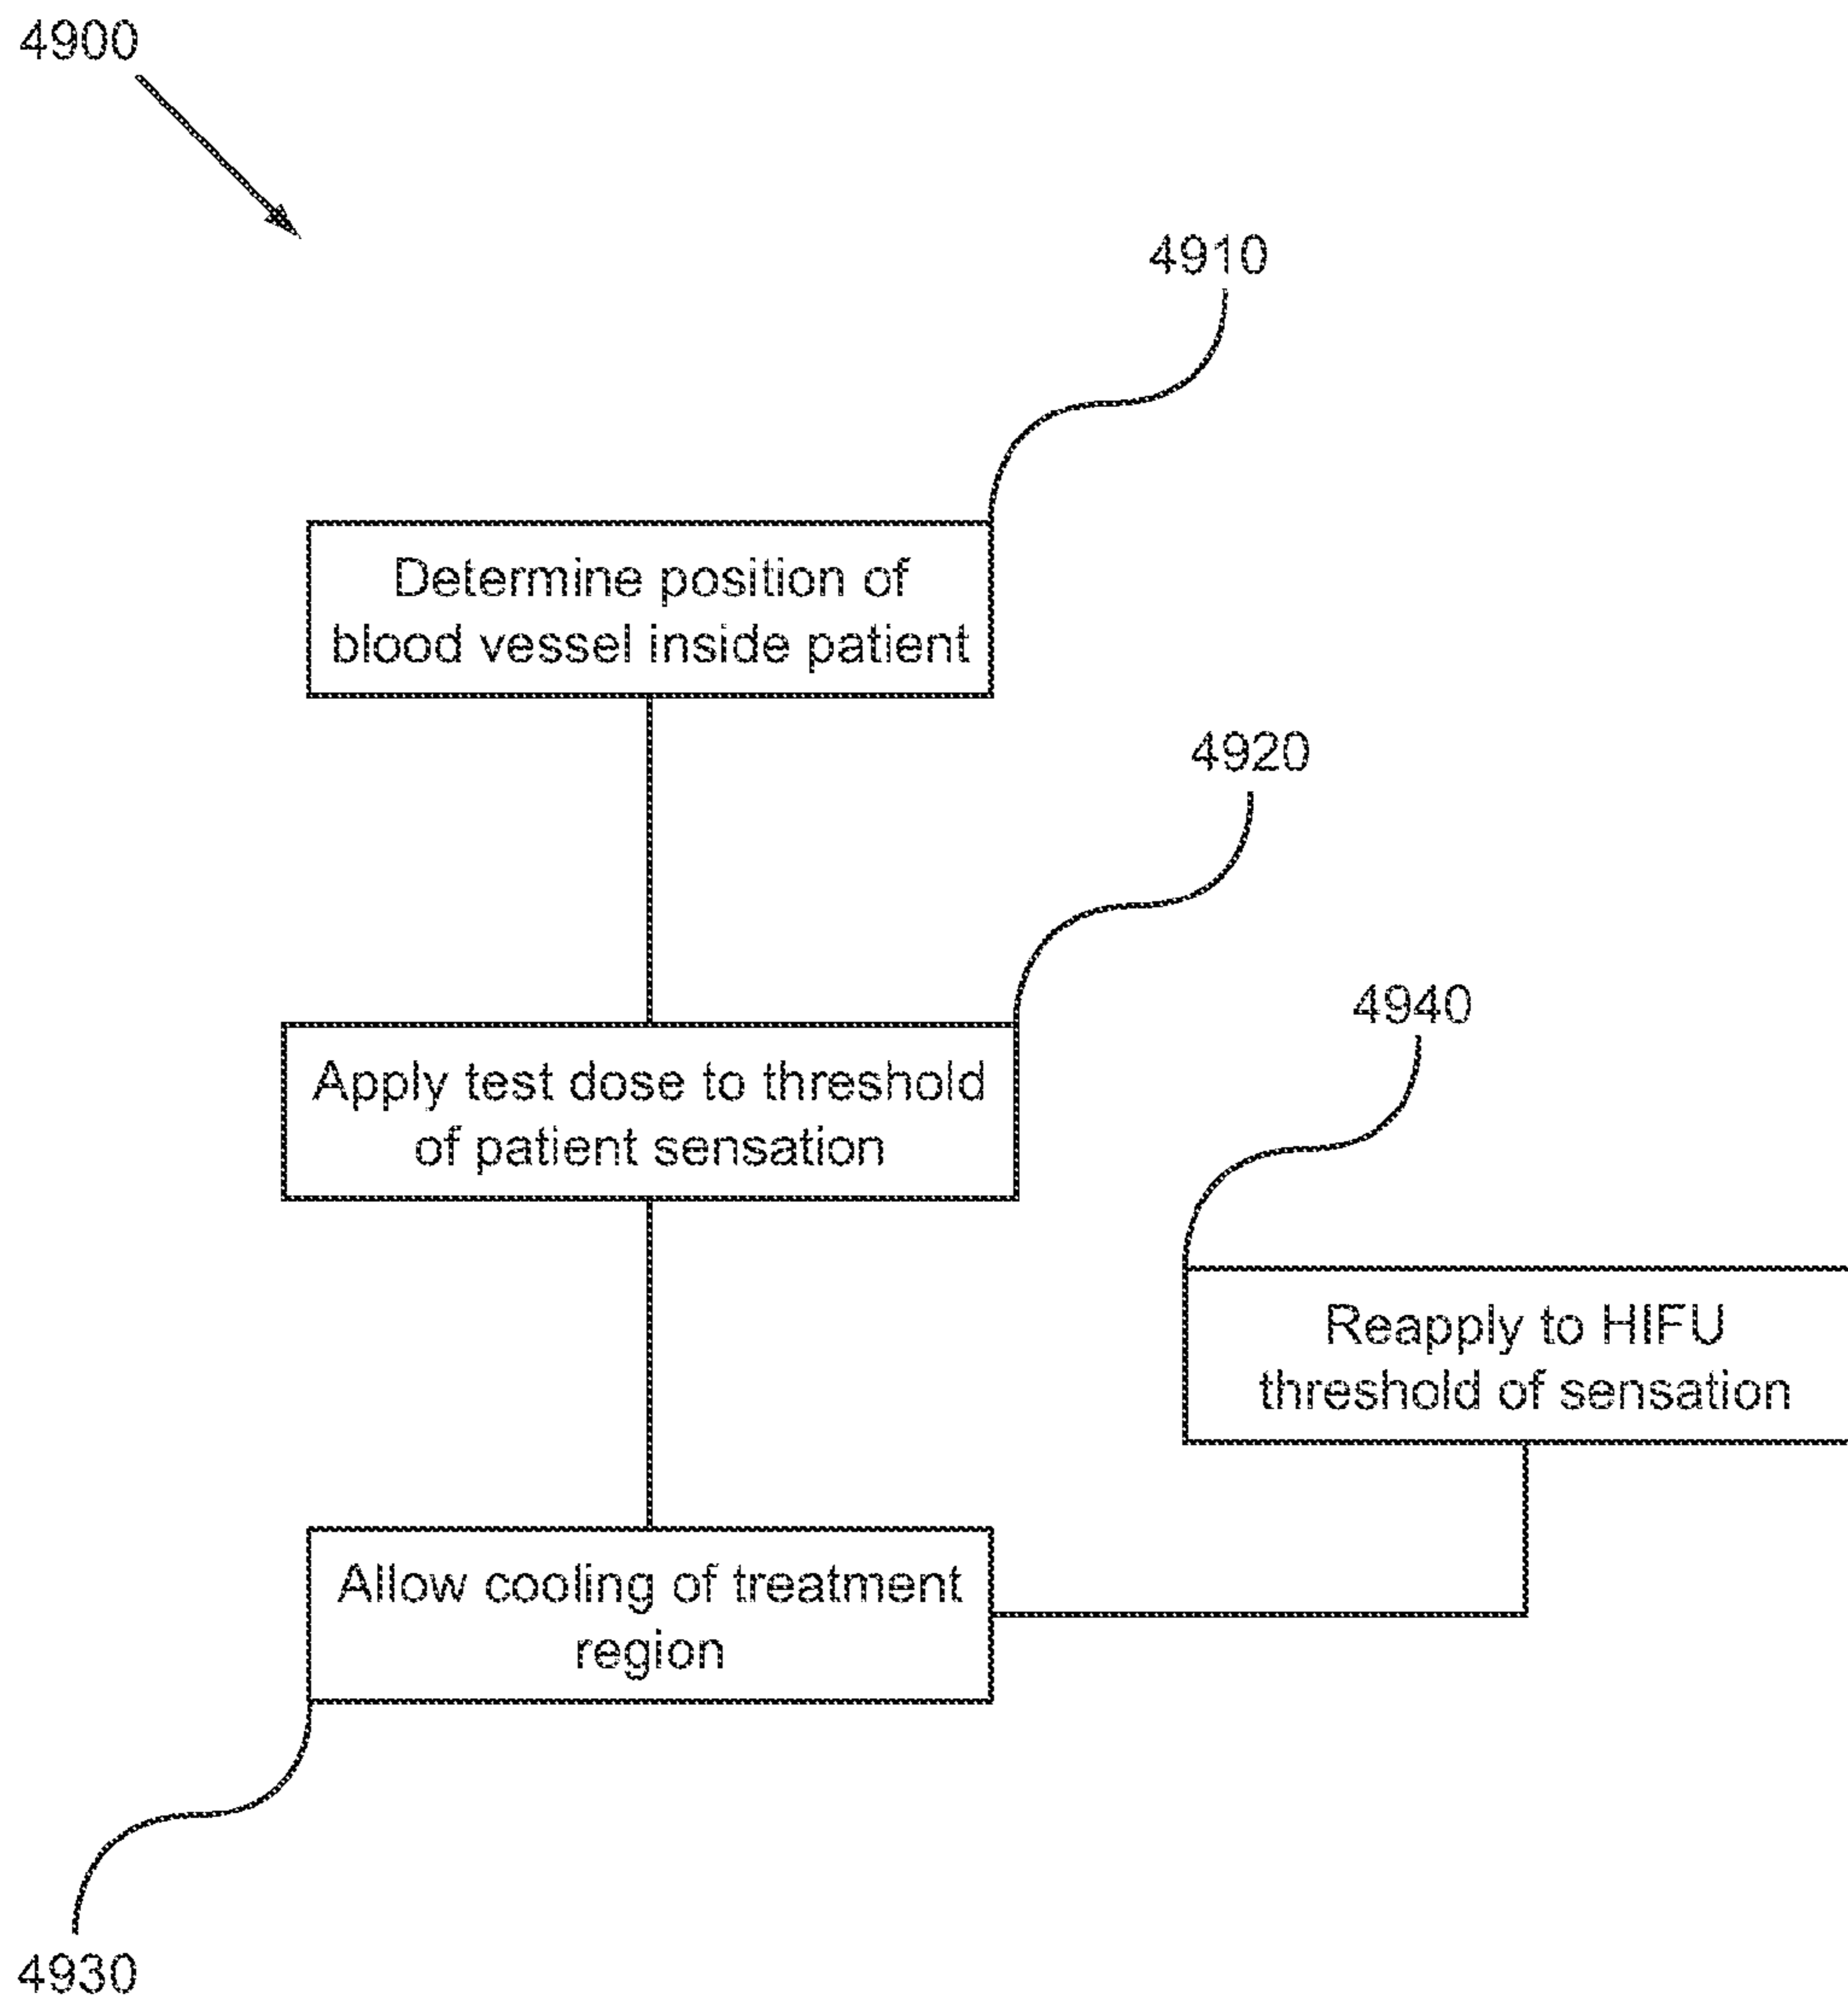 4900
4910
Determine position of
blood vessel inside patient
4920
Apply test dose to threshold
of patient sensation
4940
Reapply to HIFU
threshold of sensation
Allow cooling of treatment
region
4930